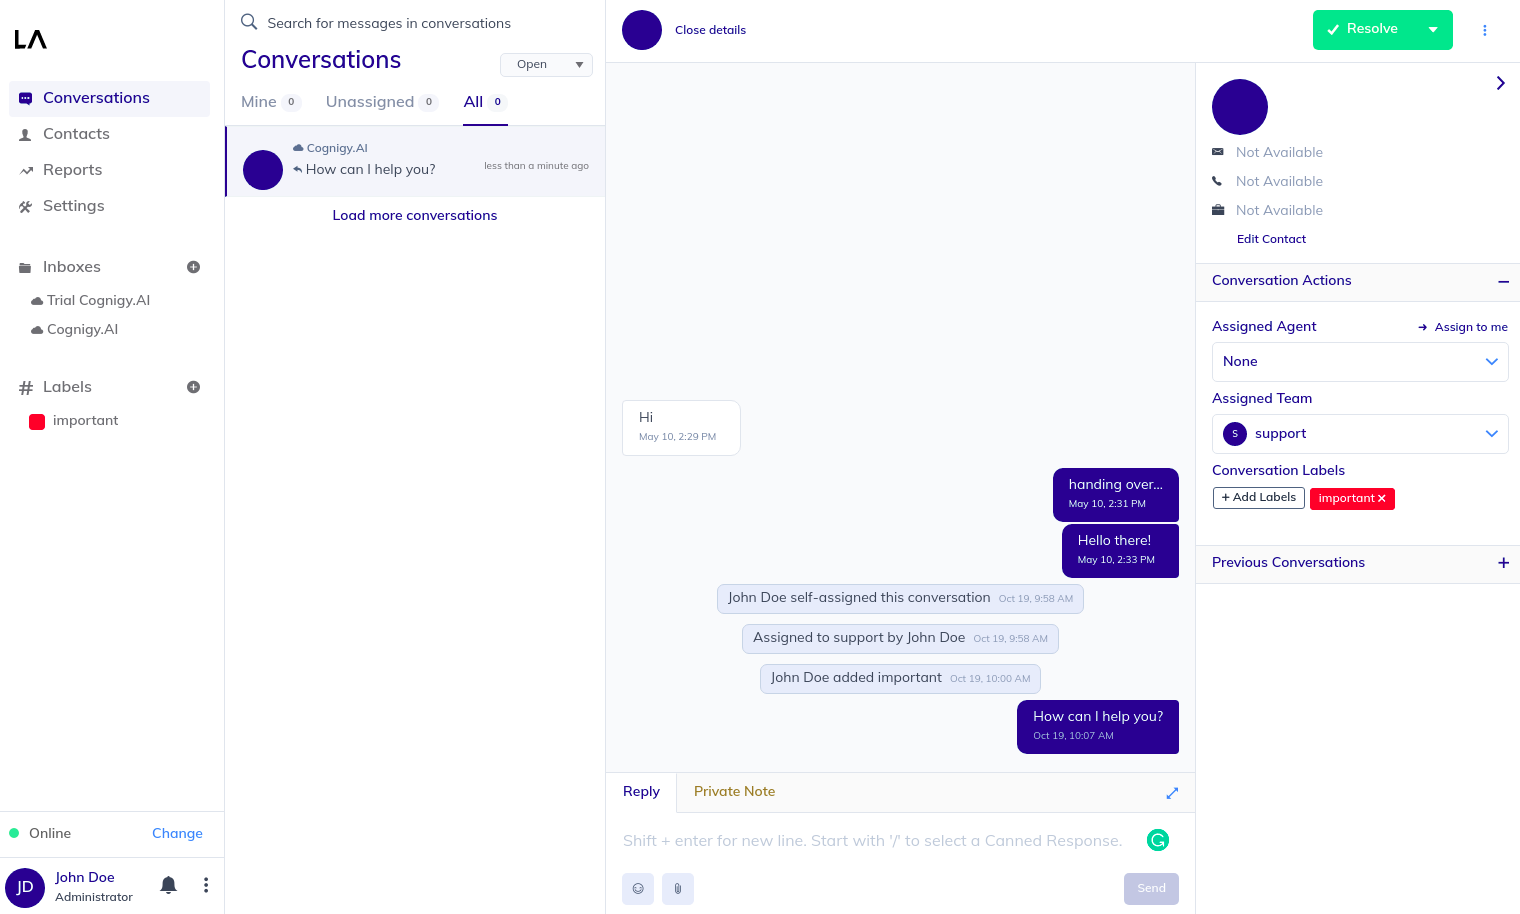 LA
Conversations
Contacts
Reports
Settings
Inboxes
Trial Cognigy.AI
Cognigy.AI
Labels
important
Online Change
JD John Doe
Administrator
Search for messages in conversations
Conversations
Open
Mine 0 Unassigned 0 All 0
Cognigy.AI
How can I help you? less than a minute ago
Load more conversations
Close details
Resolve
Hi
May 10, 2:29 PM
handing over...
May 10, 2:31 PM
Hello there!
May 10, 2:33 PM
John Doe self-assigned this conversation Oct 19, 9:58 AM
Assigned to support by John Doe Oct 19, 9:58 AM
John Doe added important Oct 19, 10:00 AM
How can I help you?
Oct 19, 10:07 AM
Reply Private Note
Shift + enter for new line. Start with '/' to select a Canned Response.
Send
Not Available
Not Available
Not Available
Edit Contact
Conversation Actions
Assigned Agent Assign to me
None
Assigned Team
S support
Conversation Labels
+ Add Labels important
Previous Conversations